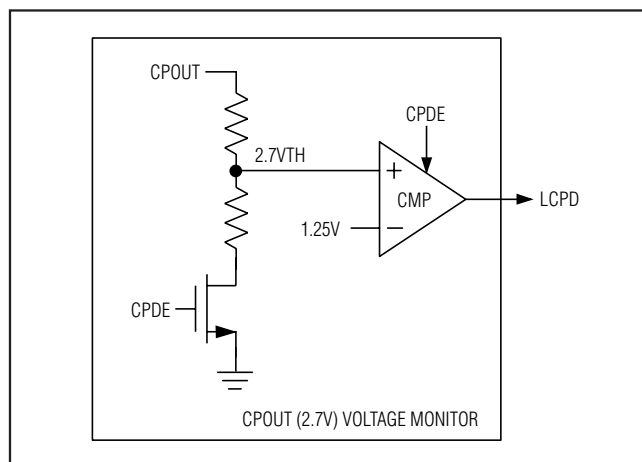 CPOUT
CPDE
2.7VTH
+
CMP
LCPD
1.25V
−
CPDE
CPOUT (2.7V) VOLTAGE MONITOR